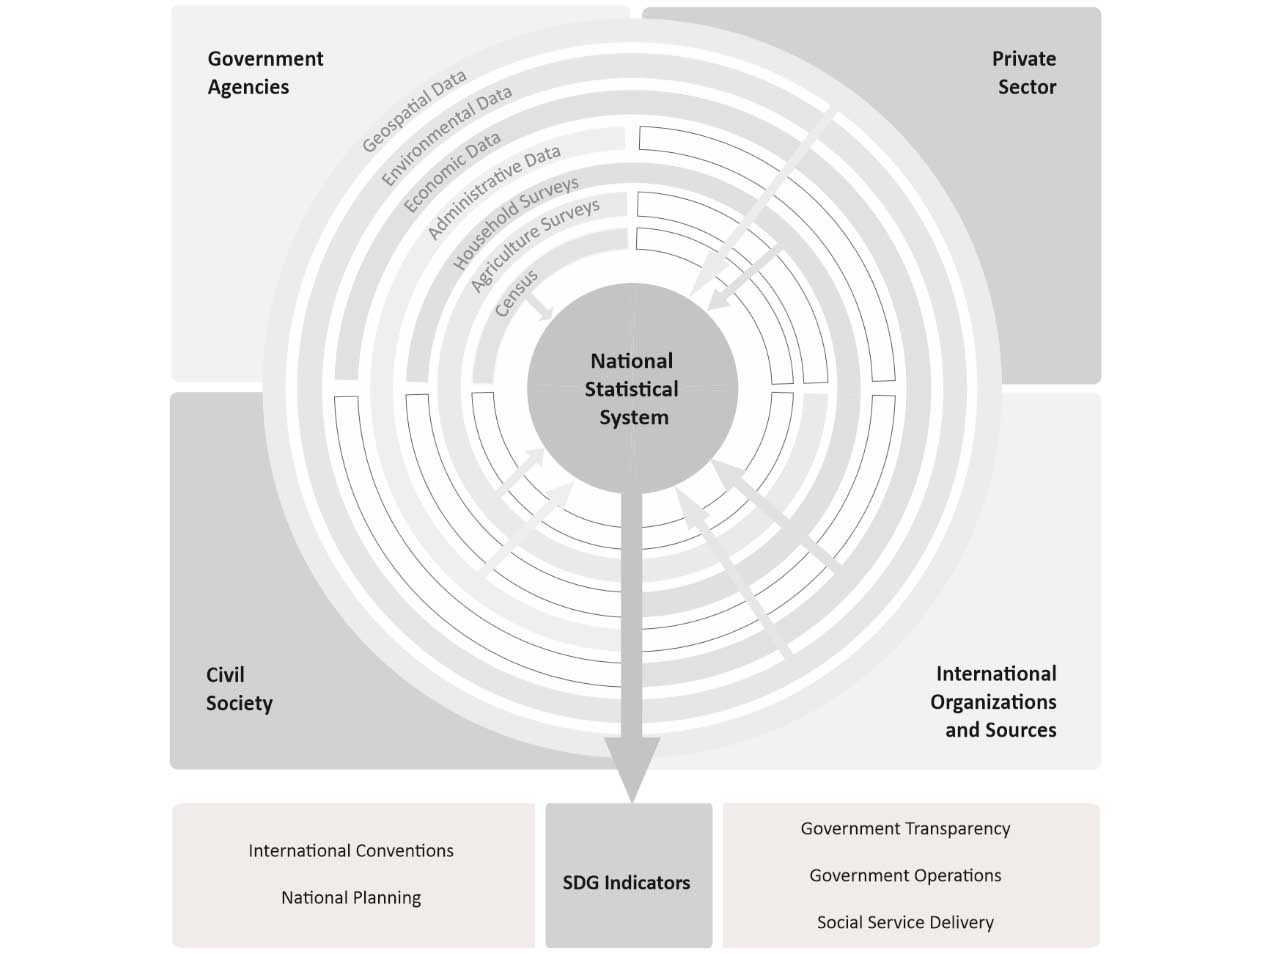 Government
Agencies
Private
Sector
Geospatial Data
Environmental Data
Economic Data
Administrative Data
Household Surveys
Agriculture Surveys
Census
National
Statistical
System
Civil
Society
International
Organizations
and Sources
International Conventions
National Planning
SDG Indicators
Government Transparency
Government Operations
Social Service Delivery